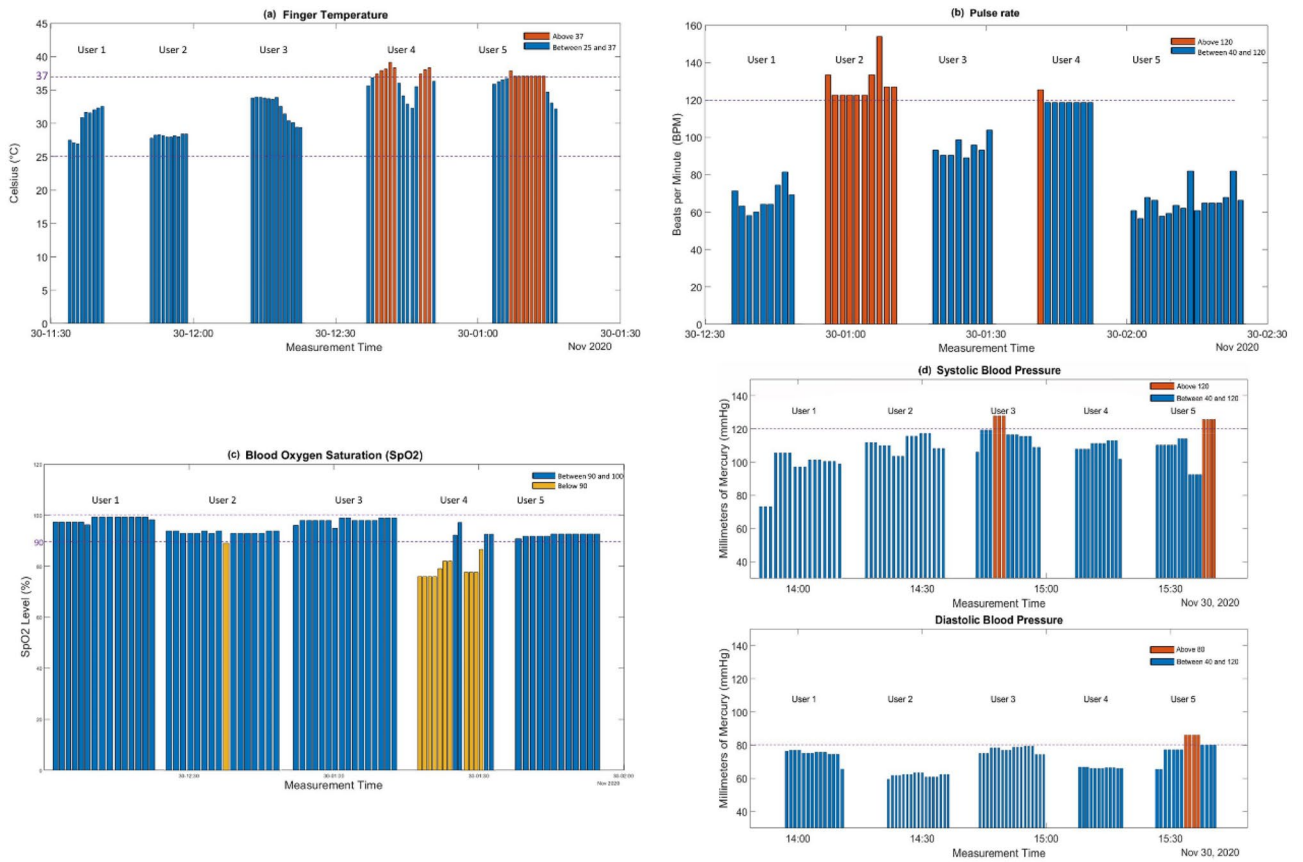 (a) Finger Temperature
Above 37
Between 25 and 37
User 1 User 2 User 3 User 4 User 5
45
40
37
35
30
25
20
15
10
5
0
Celsius (°C)
30-11:30 30-12:00 30-12:30 30-01:00 30-01:30
Measurement Time
Nov 2020
(b) Pulse rate
Above 120
Between 40 and 120
User 1 User 2 User 3 User 4 User 5
160
140
120
100
80
60
40
20
0
Beats per Minute (BPM)
30-12:30 30-01:00 30-01:30 30-02:00 30-02:30
Measurement Time
Nov 2020
(c) Blood Oxygen Saturation (SpO2)
Between 90 and 100
Below 90
User 1 User 2 User 3 User 4 User 5
120
100
90
80
60
40
20
0
SpO2 Level (%)
Measurement Time
Nov 2020
(d) Systolic Blood Pressure
Above 120
Between 40 and 120
User 1 User 2 User 3 User 4 User 5
140
120
100
80
60
40
Millimeters of Mercury (mmHg)
14:00 14:30 15:00 15:30
Measurement Time
Nov 30, 2020
Diastolic Blood Pressure
Above 80
Between 40 and 120
User 1 User 2 User 3 User 4 User 5
140
120
100
80
60
40
Millimeters of Mercury (mmHg)
14:00 14:30 15:00 15:30
Measurement Time
Nov 30, 2020